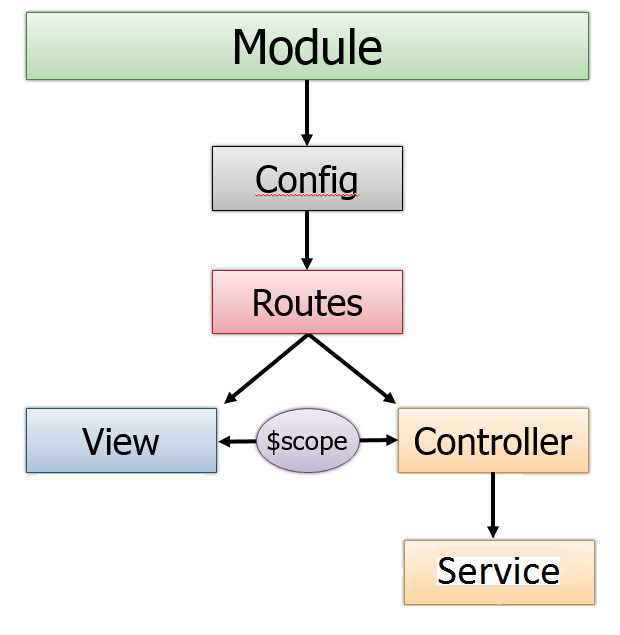 Module
Config
Routes
View
$scope
Controller
Service